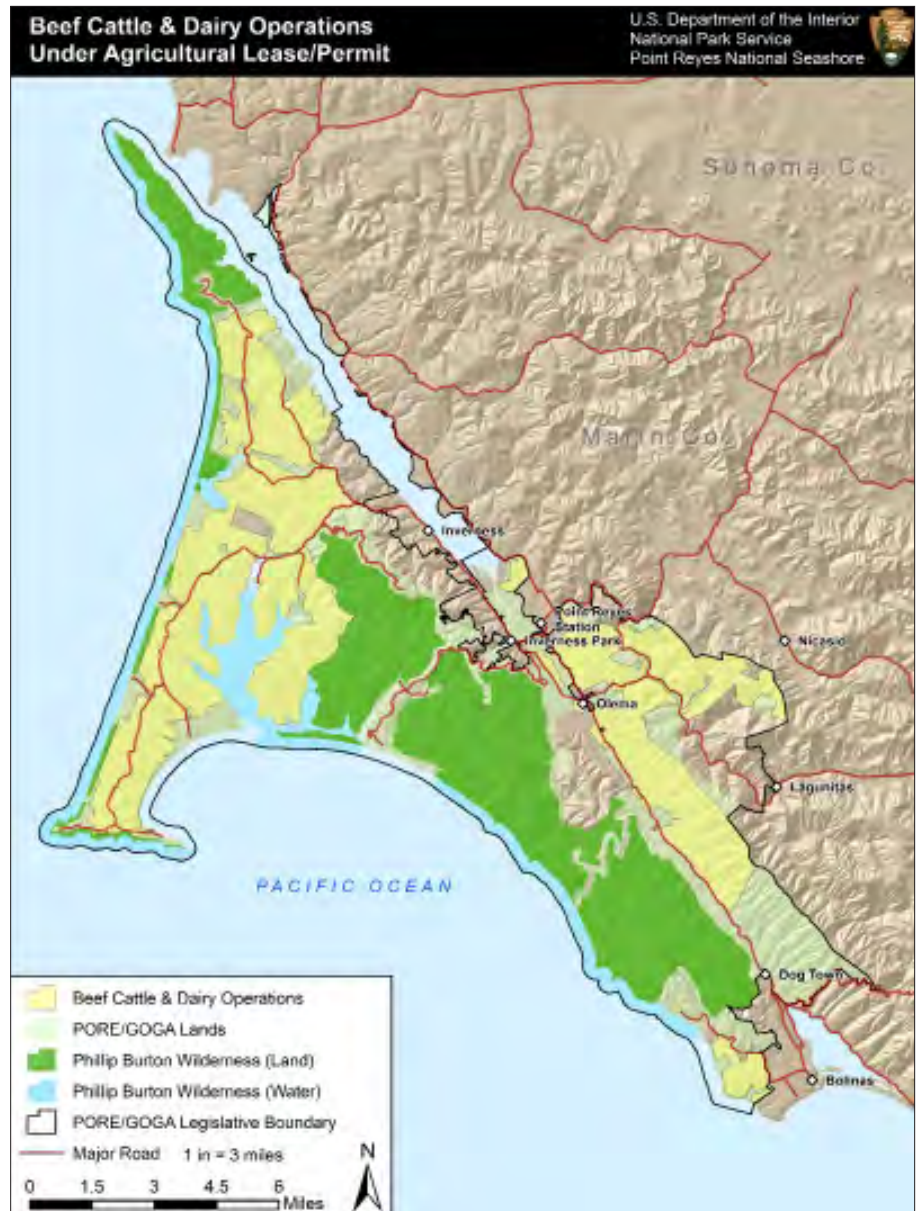 Beef Cattle & Dairy Operations
Under Agricultural Lease/Permit
U.S. Department of the Interior
National Park Service
Point Reyes National Seashore
Sonoma Co.
Marin Co.
Inverness
Point Reyes
Station
Inverness Park
Nicasio
Olema
Lagunitas
PACIFIC OCEAN
Dog Town
Bolinas
Beef Cattle & Dairy Operations
PORE/GOGA Lands
Phillip Burton Wilderness (Land)
Phillip Burton Wilderness (Water)
PORE/GOGA Legislative Boundary
Major Road 1 in = 3 miles
N
0 1.5 3 4.5 6
Miles